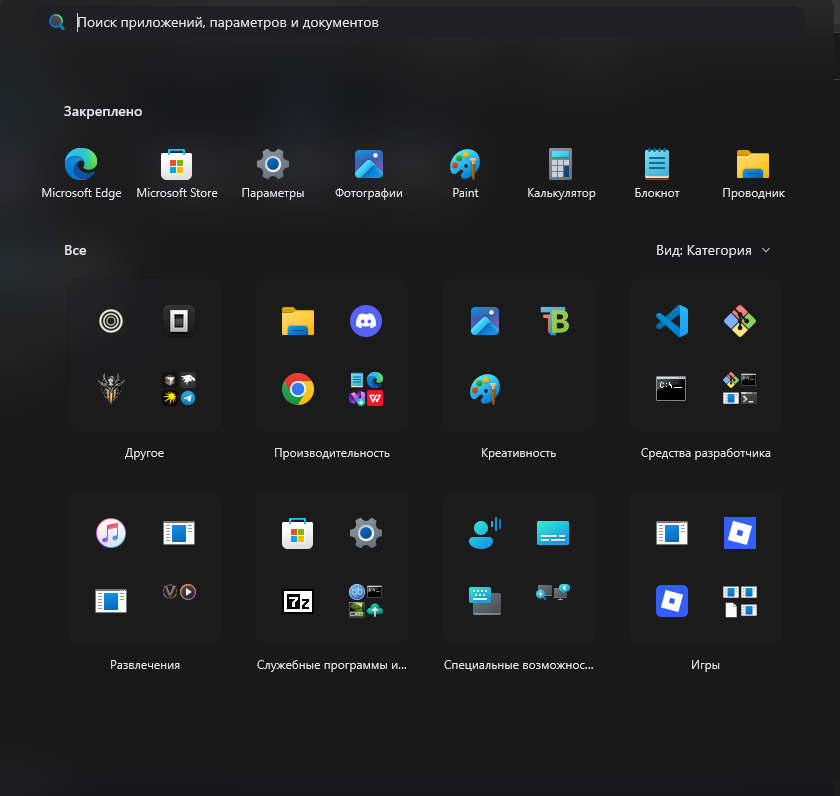 Поиск приложений, параметров и документов
Закреплено
Microsoft Edge
Microsoft Store
Параметры
Фотографии
Paint
Калькулятор
Блокнот
Проводник
Все
Вид: Категория
Другое
Производительность
Креативность
Средства разработчика
Развлечения
Служебные программы и...
Специальные возможнос...
Игры